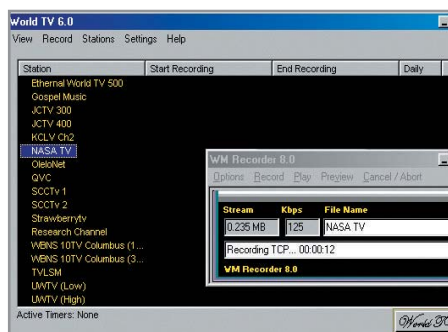 World TV 6.0
View Record Stations Settings Help
Station Start Recording End Recording Daily
Ethernal World TV 500
Gospel Music
JCTV 300
JCTV 400
KCLV Ch2
NASA TV
OleloNet
QVC
SCCTv 1
SCCTv 2
Strawberrytv
Research Channel
WBNS 10TV Columbus (1...
WBNS 10TV Columbus (3...
TVLSM
UWTV (Low)
UWTV (High)
Active Timers: None
WM Recorder 8.0
Options Record Play Preview Cancel / Abort
Stream Kbps File Name
0.235 MB 125 NASA TV
Recording TCP... 00:00:12
WM Recorder 8.0
World